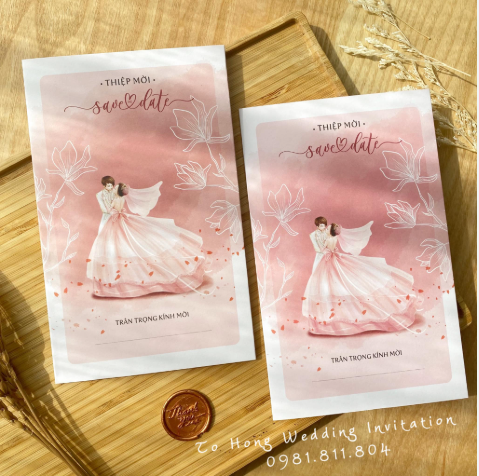 • THIỆP MỜI •
save date
TRÂN TRỌNG KÍNH MỜI
• THIỆP MỜI •
save date
TRÂN TRỌNG KÍNH MỜI
To Hong Wedding Invitation
0981.811.804